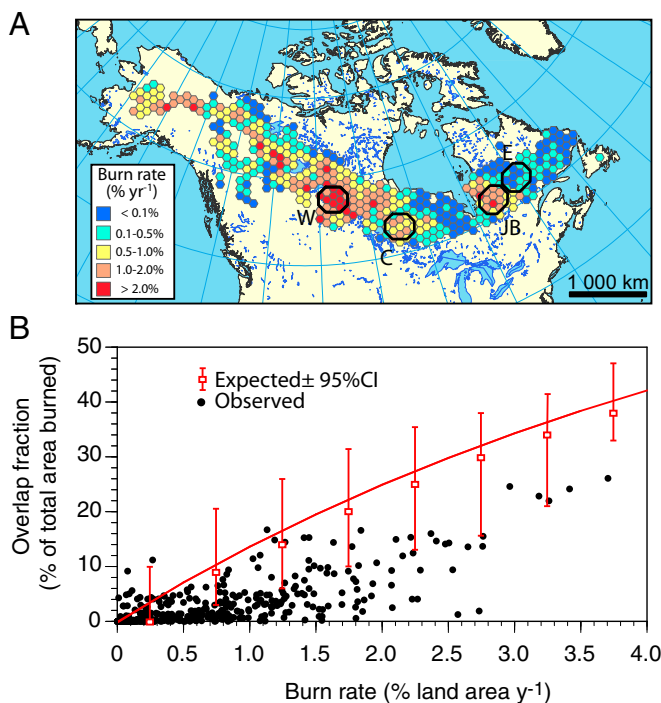 A
Burn rate
(% yr-1)
< 0.1%
0.1-0.5%
0.5-1.0%
1.0-2.0%
> 2.0%
W
C
E
JB
1 000 km
B
Overlap fraction
(% of total area burned)
50
40
30
20
10
0
Expected± 95%CI
Observed
0 0.5 1.0 1.5 2.0 2.5 3.0 3.5 4.0
Burn rate (% land area y-1)